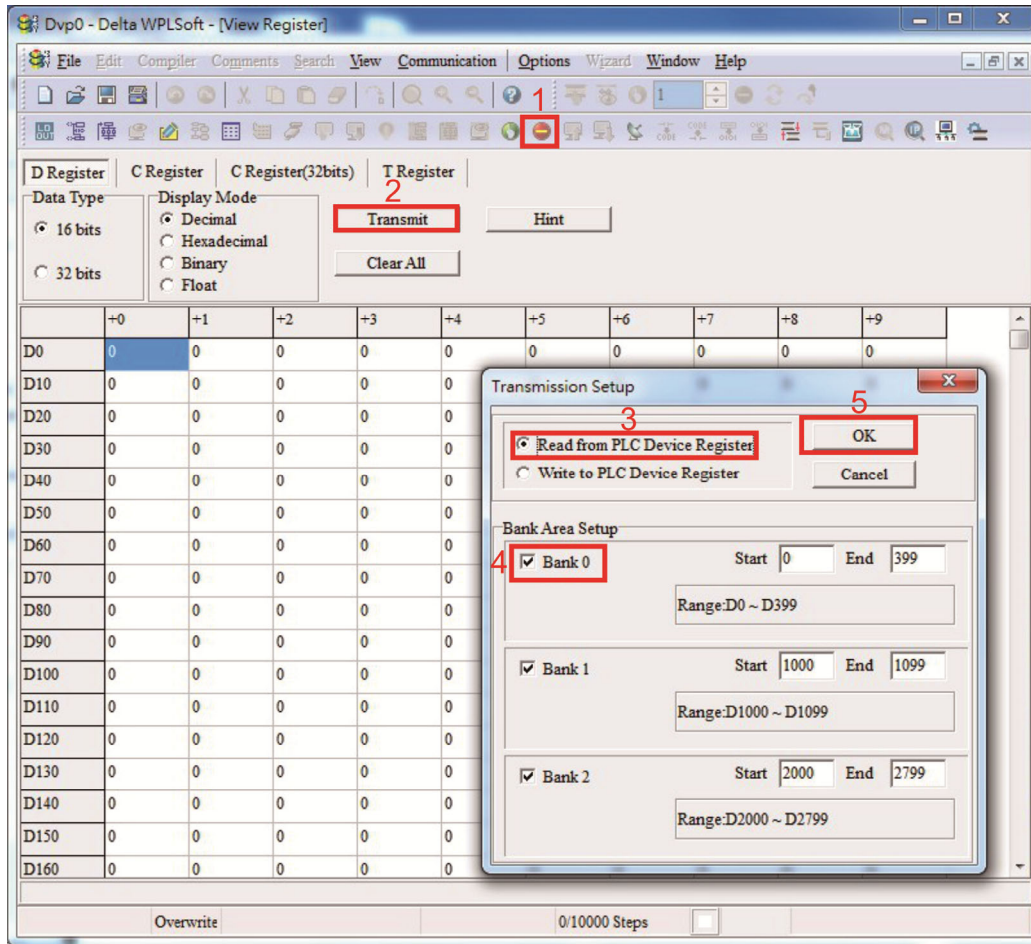 Dvp0 - Delta WPLSoft - [View Register]
File Edit Compiler Comments Search View Communication Options Wizard Window Help
1
1
D Register C Register C Register(32bits) T Register
2
Data Type Display Mode
16 bits Decimal Transmit Hint
Hexadecimal
32 bits Binary Clear All
Float
+0 +1 +2 +3 +4 +5 +6 +7 +8 +9
D0 0 0 0 0 0 0 0 0 0 0
D10 0 0 0 0 0
Transmission Setup
D20 0 0 0 0 0
3 5
D30 0 0 0 0 0
Read from PLC Device Register OK
D40 0 0 0 0 0
Write to PLC Device Register Cancel
D50 0 0 0 0 0
Bank Area Setup
D60 0 0 0 0 0
4 Bank 0 Start 0 End 399
D70 0 0 0 0 0
D80 0 0 0 0 0
Range:D0 ~ D399
D90 0 0 0 0 0
D100 0 0 0 0 0
Bank 1 Start 1000 End 1099
D110 0 0 0 0 0
Range:D1000 ~ D1099
D120 0 0 0 0 0
D130 0 0 0 0 0
Bank 2 Start 2000 End 2799
D140 0 0 0 0 0
Range:D2000 ~ D2799
D150 0 0 0 0 0
D160 0 0 0 0 0
Overwrite 0/10000 Steps